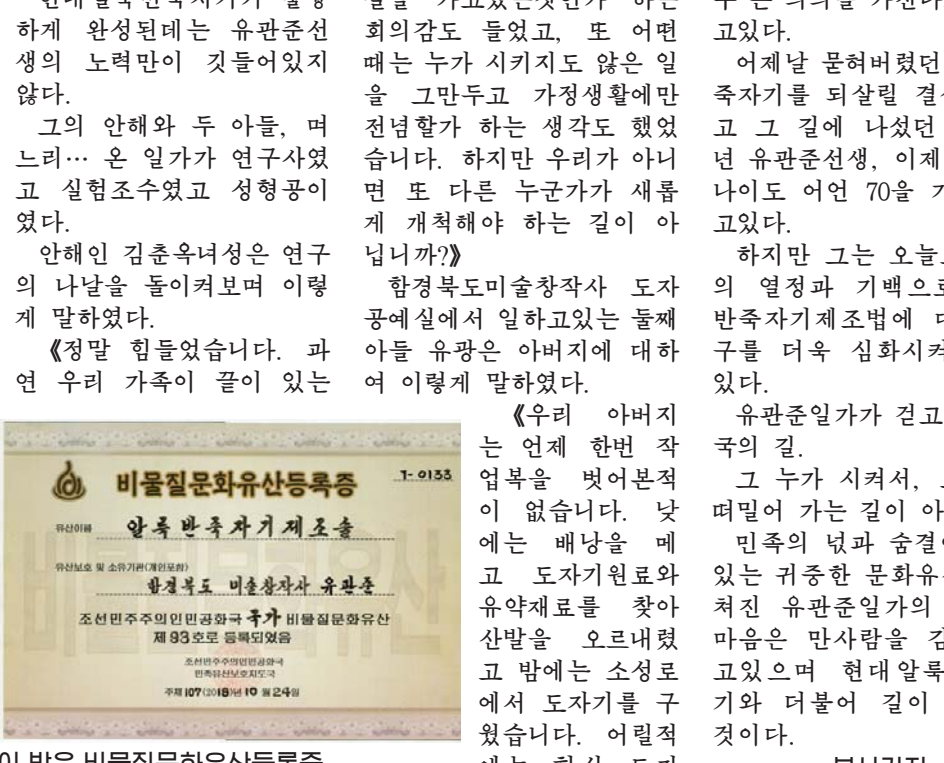 하게 완성된데는 유관준선
생의 노력만이 깃들어있지
않다.
그의 안해와 두 아들, 며
느리… 온 일가가 연구사였
고 실험조수였고 성형공이
였다.
안해인 김춘옥녀성은 연구
의 나날을 돌이켜보며 이렇
게 말하였다.
《정말 힘들었습니다. 과
연 우리 가족이 끝이 있는
회의감도 들었고, 또 어떤
때는 누가 시키지도 않은 일
을 그만두고 가정생활에만
전념할가 하는 생각도 했었
습니다. 하지만 우리가 아니
면 또 다른 누군가가 새롭
게 개척해야 하는 길이 아
닙니까?》
함경북도미술창작사 도자
공예실에서 일하고있는 둘째
아들 유광은 아버지에 대하
여 이렇게 말하였다.
《우리 아버지
는 언제 한번 작
업복을 벗어본적
이 없습니다. 낮
에는 배낭을 메
고 도자기원료와
유약재료를 찾아
산발을 오르내렸
고 밤에는 소성로
에서 도자기를 구
웠습니다. 어릴적
고있다.
어제날 묻혀버렸던
죽자기를 되살릴
고 그 길에 나섰던
년 유관준선생, 이제
나이도 어언 70을
고있다.
하지만 그는
의 열정과 기백으로
반죽자기제조법에
구를 더욱 심화시켜
있다.
유관준일가가 걷고
국의 길.
그 누가 시켜서,
떠밀어 가는 길이
민족의 넋과 숨결이
있는 귀중한
쳐진 유관준일가의
마음은 만사람을
고있으며 현대알룩
기와 더불어 길이
것이다.
비물질문화유산등록증
ㄱ-0133
유산이름 알룩반죽자기제조술
유산보호 및 소유기관(개인포함)
함경북도 미술창작사 유관준
조선민주주의인민공화국 국가 비물질문화유산
제 93호로 등록되였음
조선민주주의인민공화국
민족유산보호지도국
주체 107(2018)년 10월 24일
이 받은 비물질문화유산등록증